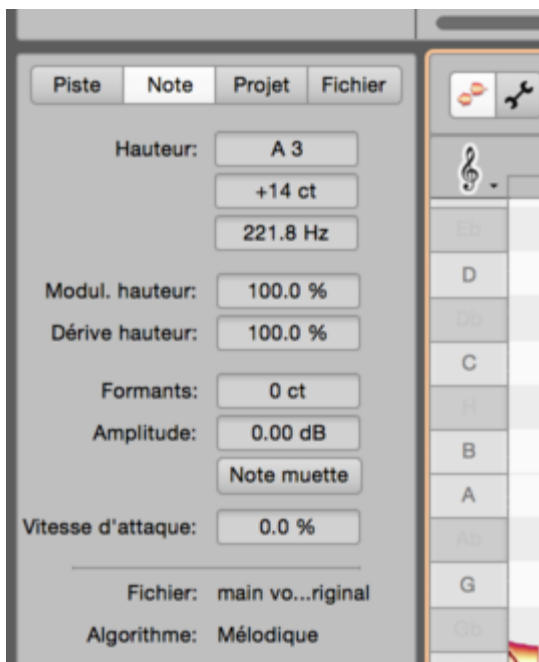 Piste Note Projet Fichier
Hauteur: A 3
+14 ct
221.8 Hz
Modul. hauteur: 100.0 %
Dérive hauteur: 100.0 %
Formants: 0 ct
Amplitude: 0.00 dB
Note muette
Vitesse d'attaque: 0.0 %
Fichier: main vo...riginal
Algorithme: Mélodique
Eb
D
Db
C
H
B
A
Ab
G
Gb